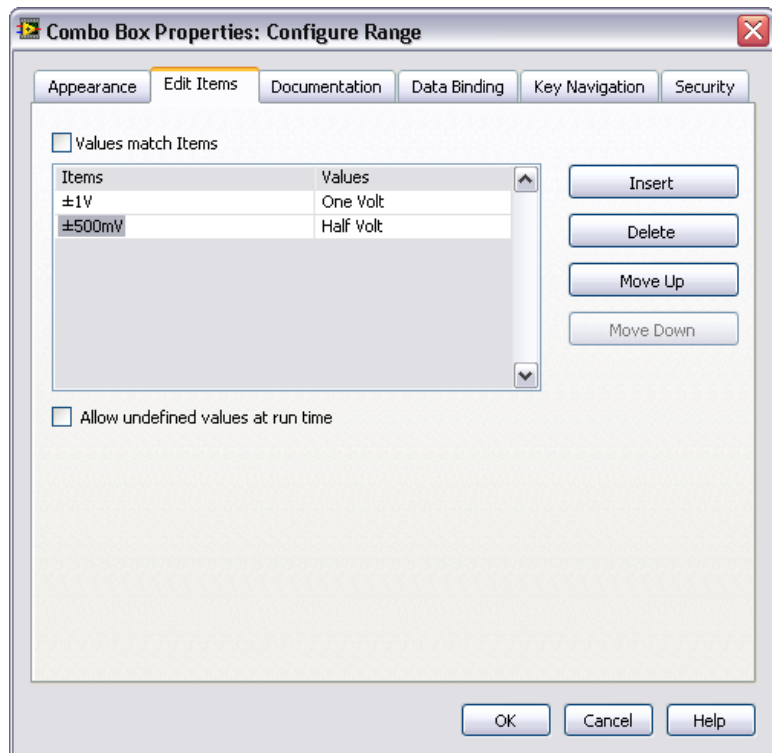 Combo Box Properties: Configure Range
Appearance Edit Items Documentation Data Binding Key Navigation Security
Values match Items
Items Values
±1V One Volt
±500mV Half Volt
Insert
Delete
Move Up
Move Down
Allow undefined values at run time
OK Cancel Help